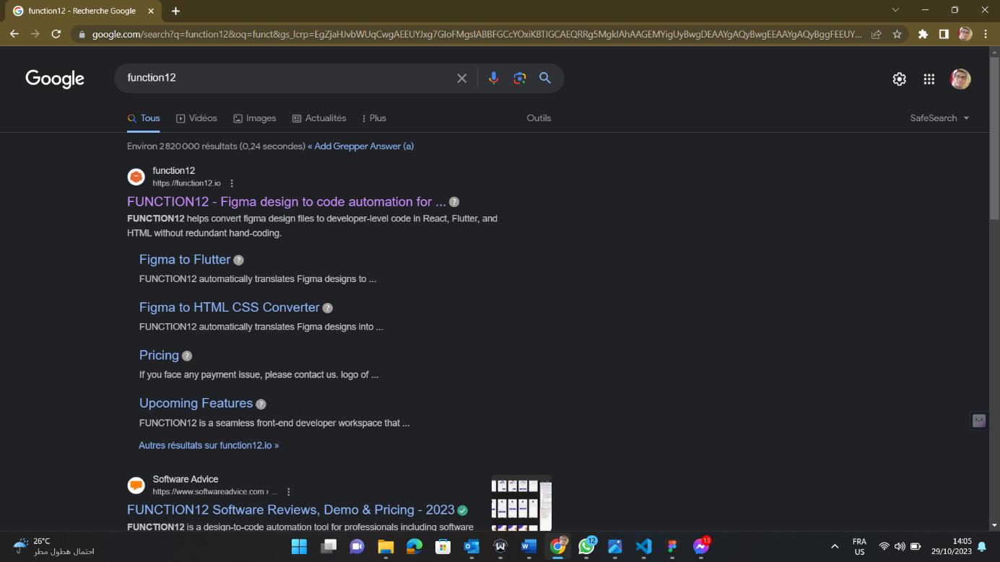 function12 - Recherche Google
google.com/search?q=function12&oq=funct&gs_lcrp=EgZjaHJvbWUqCwgAEEUYJxg7GIoFMgsIABBFGCcYOxiKBTIGCAEQRRg5MgkIAhAAGEMYigUyBwgDEAAYgAQyBwgEEAAYgAQyBggFEEUY...
Google
function12
Tous
Vidéos
Images
Actualités
Plus
Outils
SafeSearch
Environ 2 820 000 résultats (0,24 secondes) « Add Grepper Answer (a)
function12
https://function12.io
FUNCTION12 - Figma design to code automation for ...
FUNCTION12 helps convert figma design files to developer-level code in React, Flutter, and
HTML without redundant hand-coding.
Figma to Flutter
FUNCTION12 automatically translates Figma designs to ...
Figma to HTML CSS Converter
FUNCTION12 automatically translates Figma designs into ...
Pricing
If you face any payment issue, please contact us. logo of ...
Upcoming Features
FUNCTION12 is a seamless front-end developer workspace that ...
Autres résultats sur function12.io »
Software Advice
https://www.softwareadvice.com › ...
FUNCTION12 Software Reviews, Demo & Pricing - 2023
FUNCTION12 is a design-to-code automation tool for professionals including software
26°C
احتمال هطول مطر
12
13
FRA
US
14:05
29/10/2023